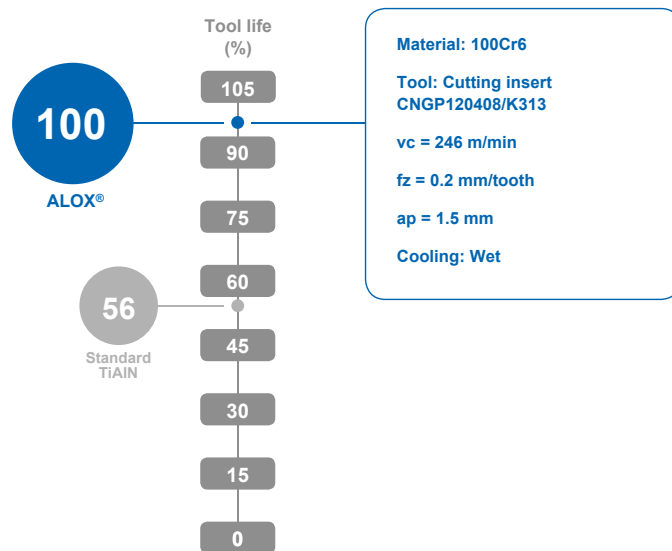 Tool life
(%)
105
100
ALOX®
90
75
60
56
Standard
TiAlN
45
30
15
0
Material: 100Cr6
Tool: Cutting insert
CNGP120408/K313
vc = 246 m/min
fz = 0.2 mm/tooth
ap = 1.5 mm
Cooling: Wet